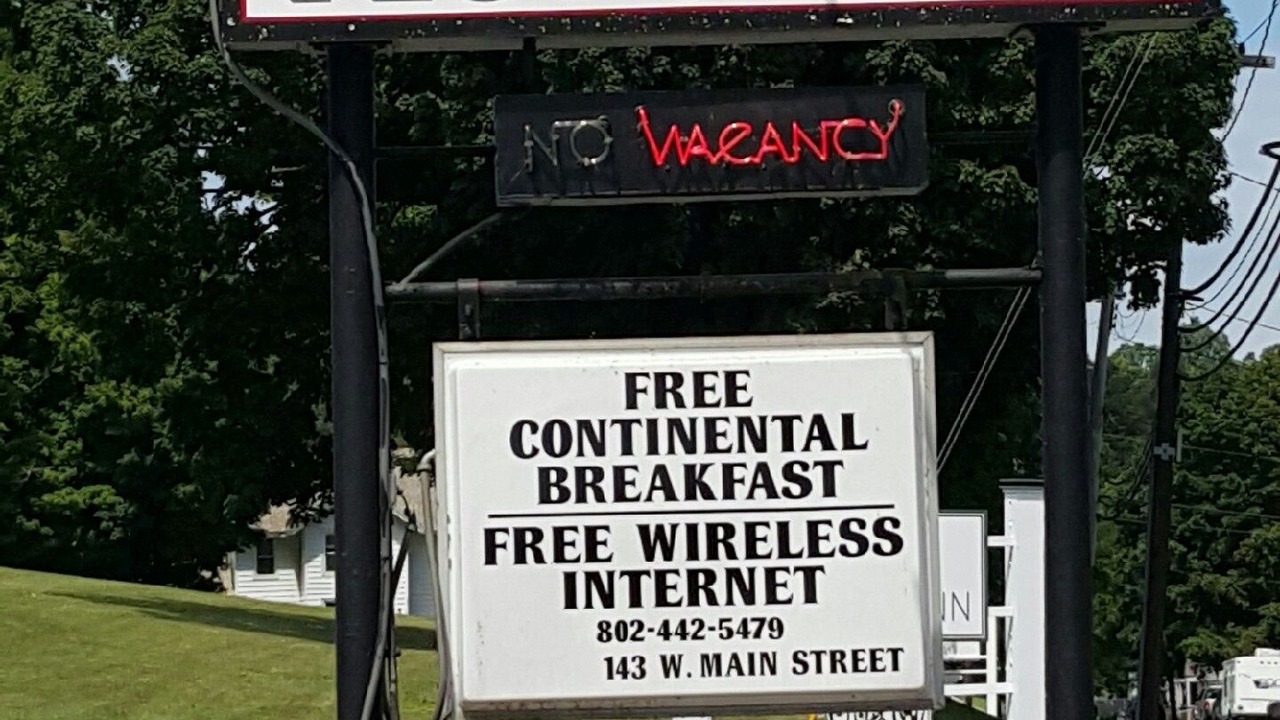 NO VACANCY
FREE
CONTINENTAL
BREAKFAST
FREE WIRELESS
INTERNET
802-442-5479
143 W. MAIN STREET